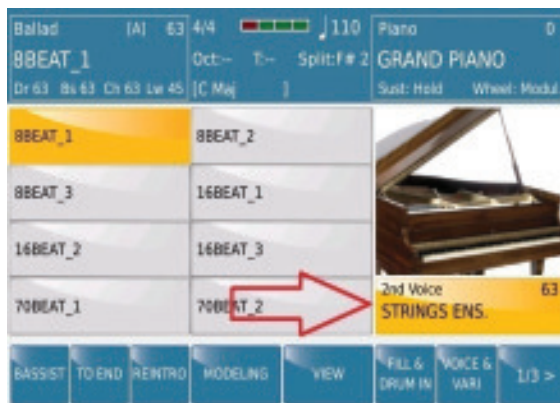 Ballad [A] 63 4/4 110 Piano 0
8BEAT_1 Oct:-- T:-- Split:F# 2 GRAND PIANO
Dr 63 Bs 63 Ch 63 Lw 45 [C Maj ] Sust: Hold Wheel: Modul
8BEAT_1 8BEAT_2
8BEAT_3 16BEAT_1
16BEAT_2 16BEAT_3
2nd Voice 63
70BEAT_1 70BEAT_2 STRINGS ENS.
BASSIST TO END REINTRO MODELING VIEW FILL & DRUM IN VOICE & VARI 1/3 >